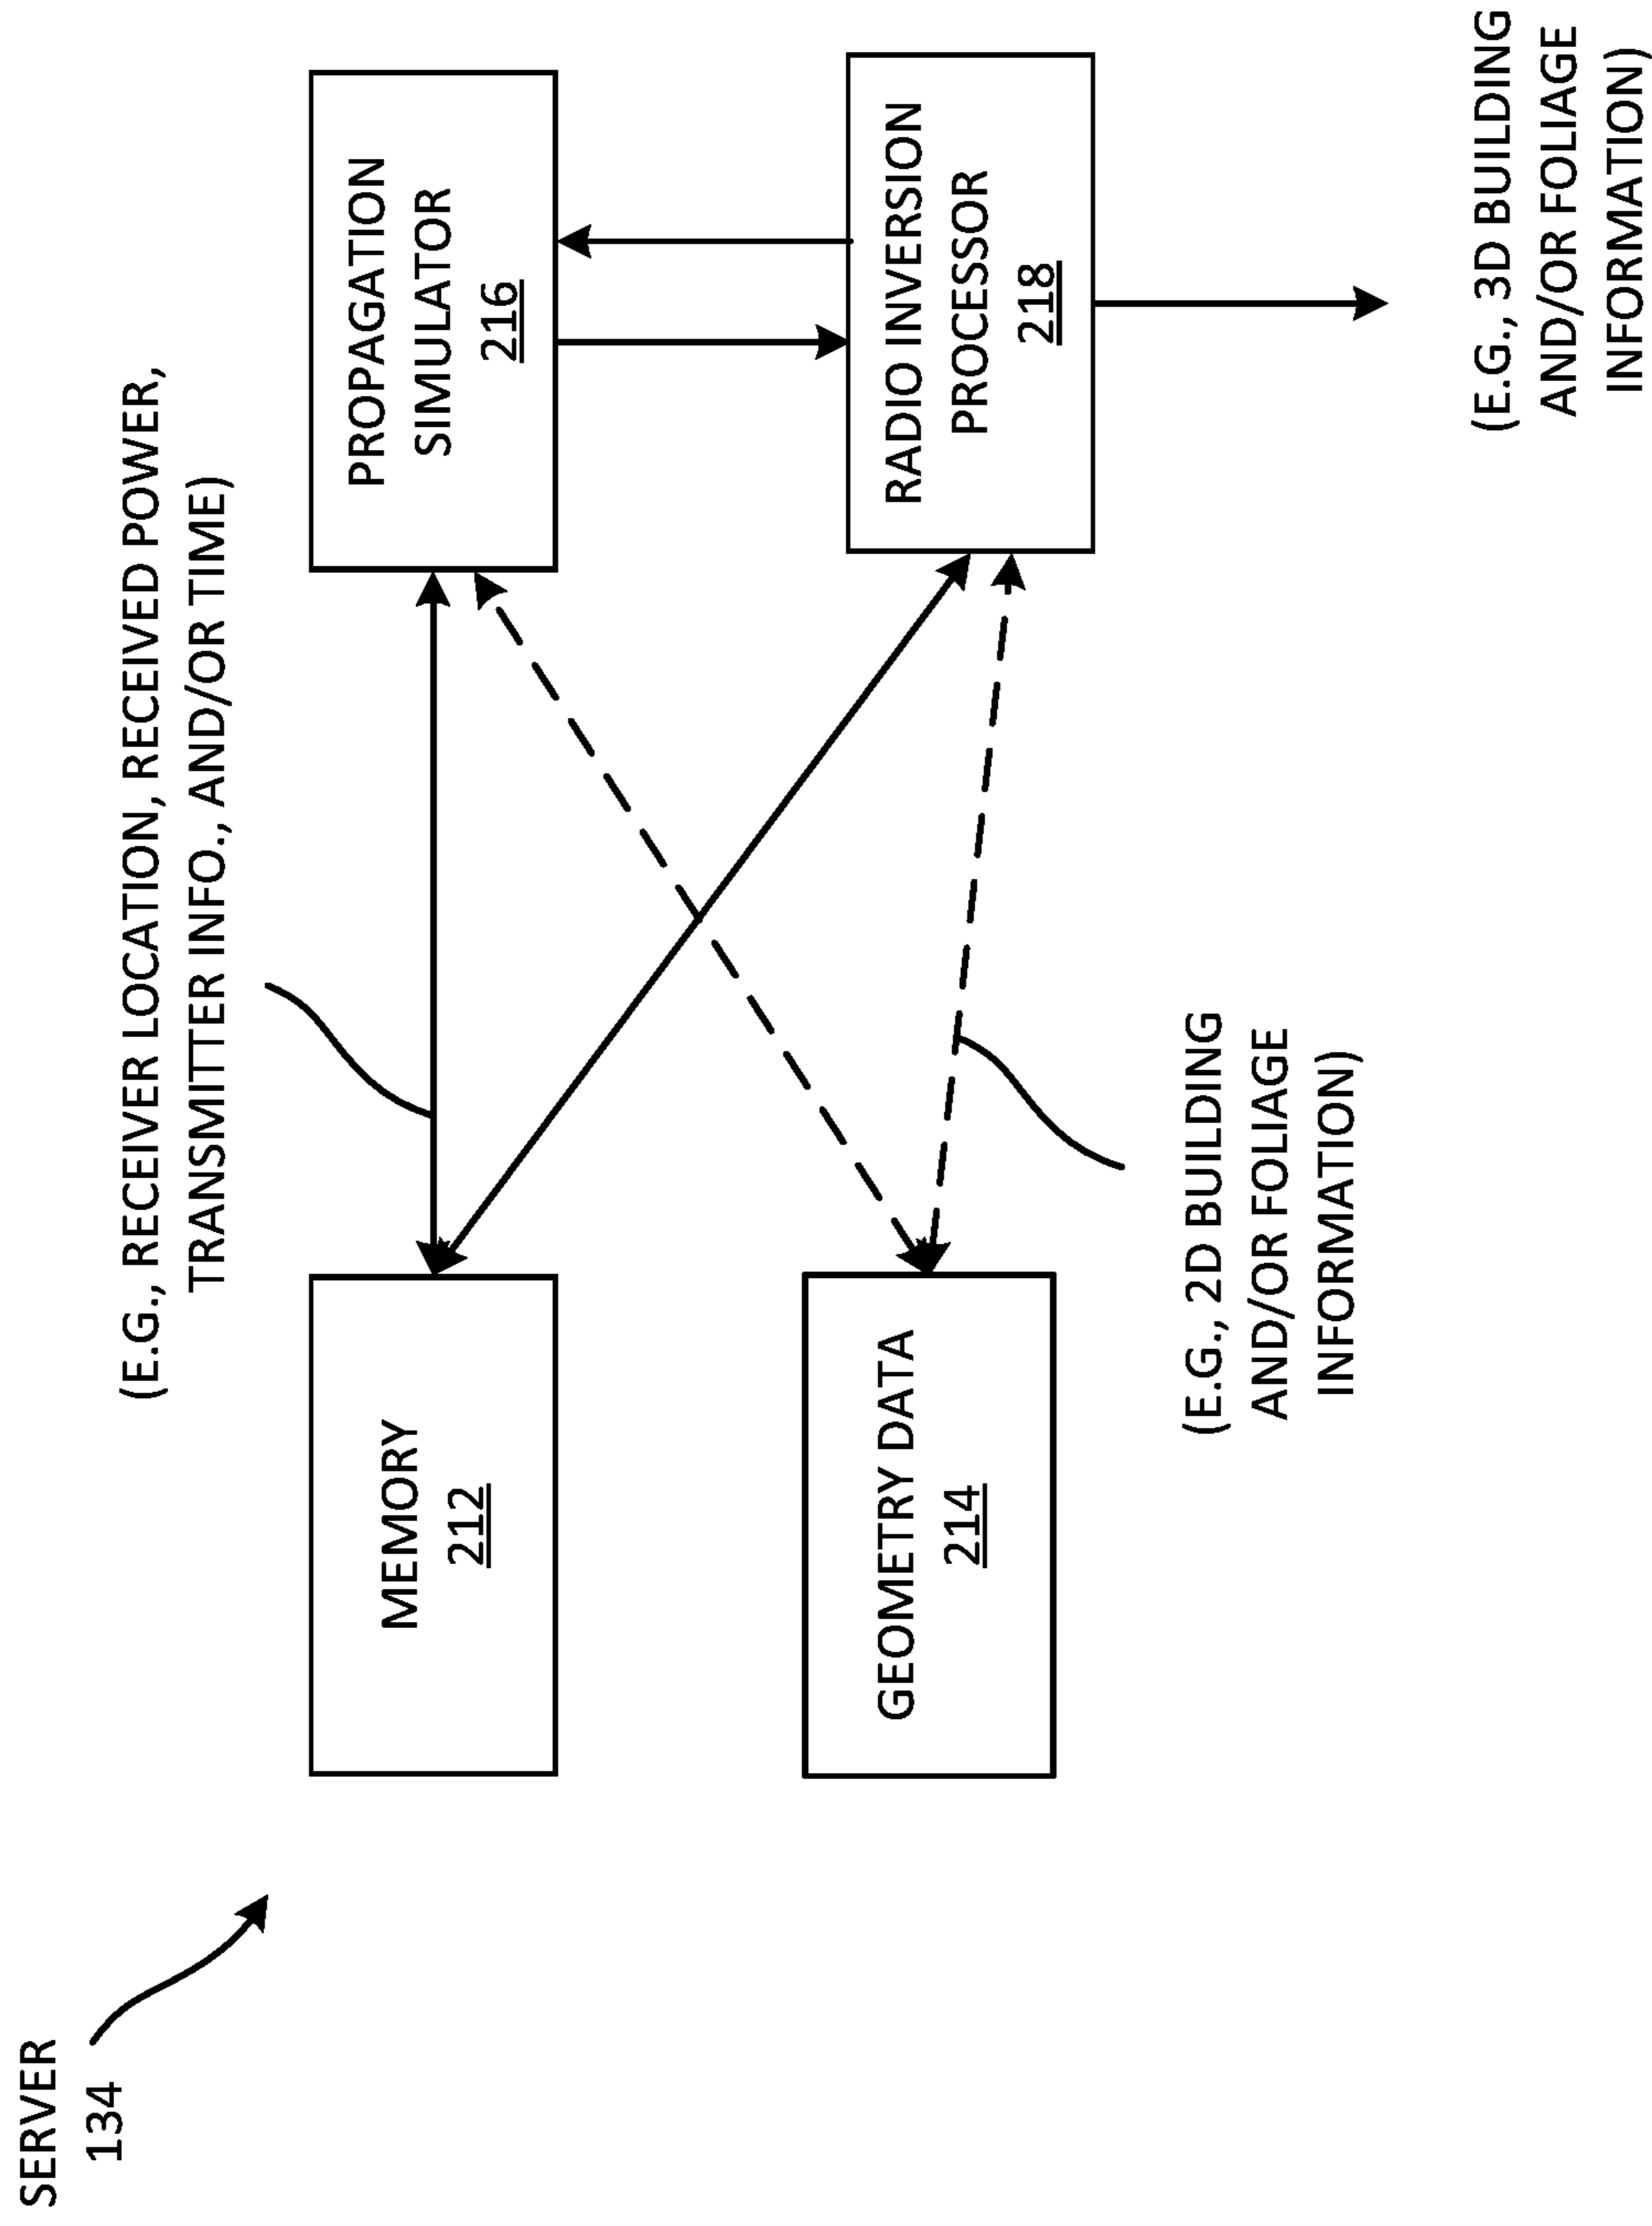 SERVER
134
(E.G., RECEIVER LOCATION, RECEIVED POWER,
TRANSMITTER INFO., AND/OR TIME)
MEMORY
212
PROPAGATION
SIMULATOR
216
GEOMETRY DATA
214
RADIO INVERSION
PROCESSOR
218
(E.G., 2D BUILDING
AND/OR FOLIAGE
INFORMATION)
(E.G., 3D BUILDING
AND/OR FOLIAGE
INFORMATION)